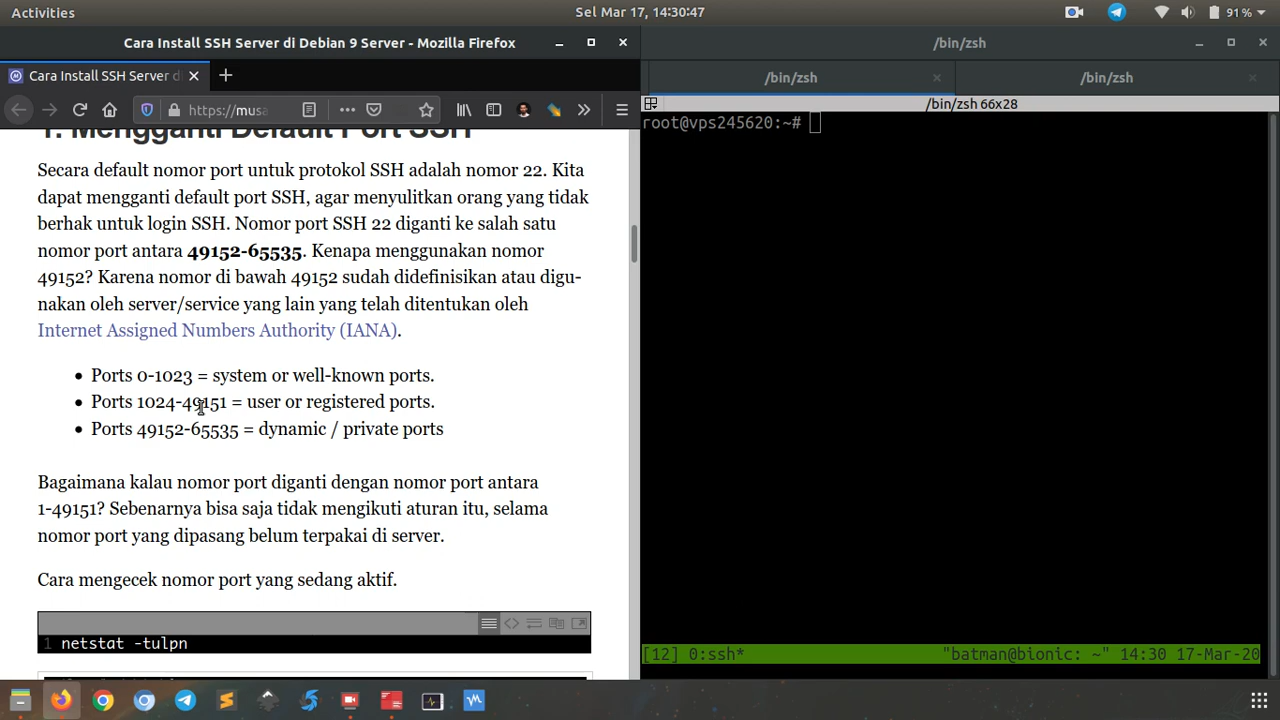 Activities
Sel Mar 17, 14:30:47
91%
Cara Install SSH Server di Debian 9 Server - Mozilla Firefox
/bin/zsh
Cara Install SSH Server d
/bin/zsh
/bin/zsh
https://musa
/bin/zsh 66x28
1. Mengganti Default Port SSH
root@vps245620:~#
Secara default nomor port untuk protokol SSH adalah nomor 22. Kita
dapat mengganti default port SSH, agar menyulitkan orang yang tidak
berhak untuk login SSH. Nomor port SSH 22 diganti ke salah satu
nomor port antara 49152-65535. Kenapa menggunakan nomor
49152? Karena nomor di bawah 49152 sudah didefinisikan atau digu-
nakan oleh server/service yang lain yang telah ditentukan oleh
Internet Assigned Numbers Authority (IANA).
• Ports 0-1023 = system or well-known ports.
• Ports 1024-49151 = user or registered ports.
• Ports 49152-65535 = dynamic / private ports
Bagaimana kalau nomor port diganti dengan nomor port antara
1-49151? Sebenarnya bisa saja tidak mengikuti aturan itu, selama
nomor port yang dipasang belum terpakai di server.
Cara mengecek nomor port yang sedang aktif.
1 netstat -tulpn
[12] 0:ssh*
"batman@bionic: ~" 14:30 17-Mar-20